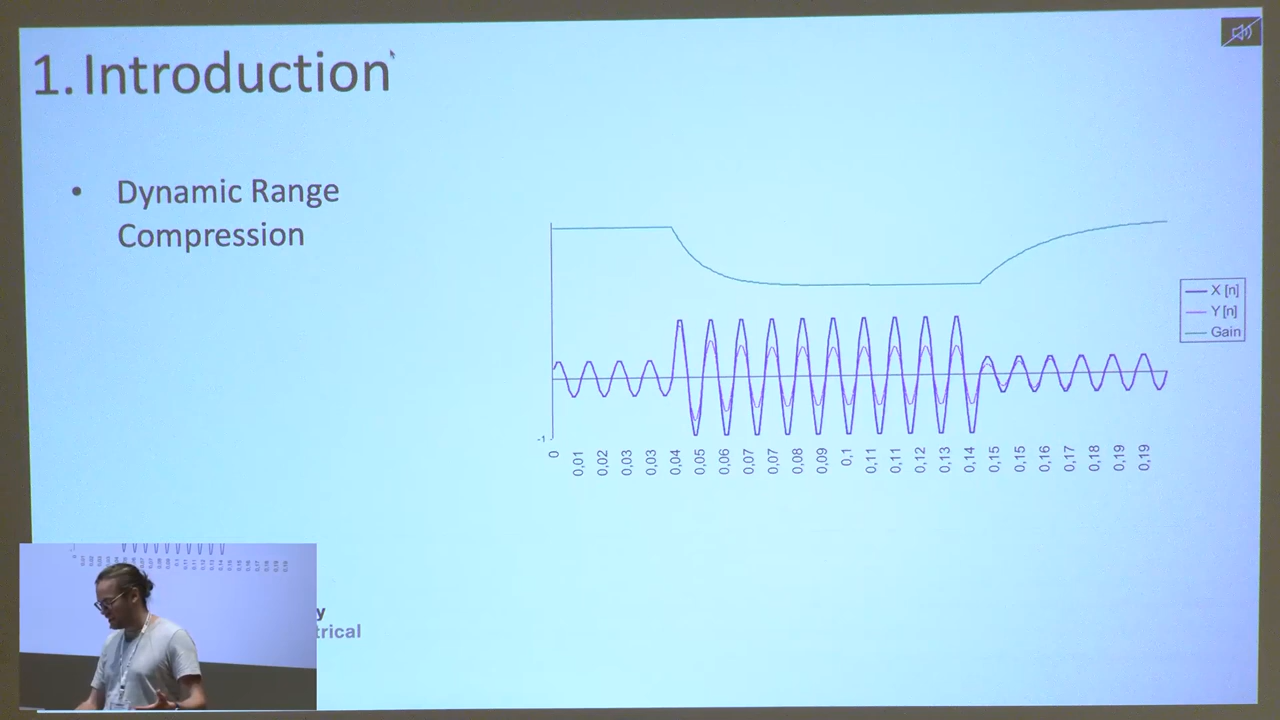 1. Introduction
• Dynamic Range
Compression
X [n]
Y [n]
Gain
-1
0 0,01 0,02 0,03 0,03 0,04 0,05 0,06 0,07 0,07 0,08 0,09 0,1 0,11 0,11 0,12 0,13 0,14 0,15 0,15 0,16 0,17 0,18 0,19 0,19
y
trical